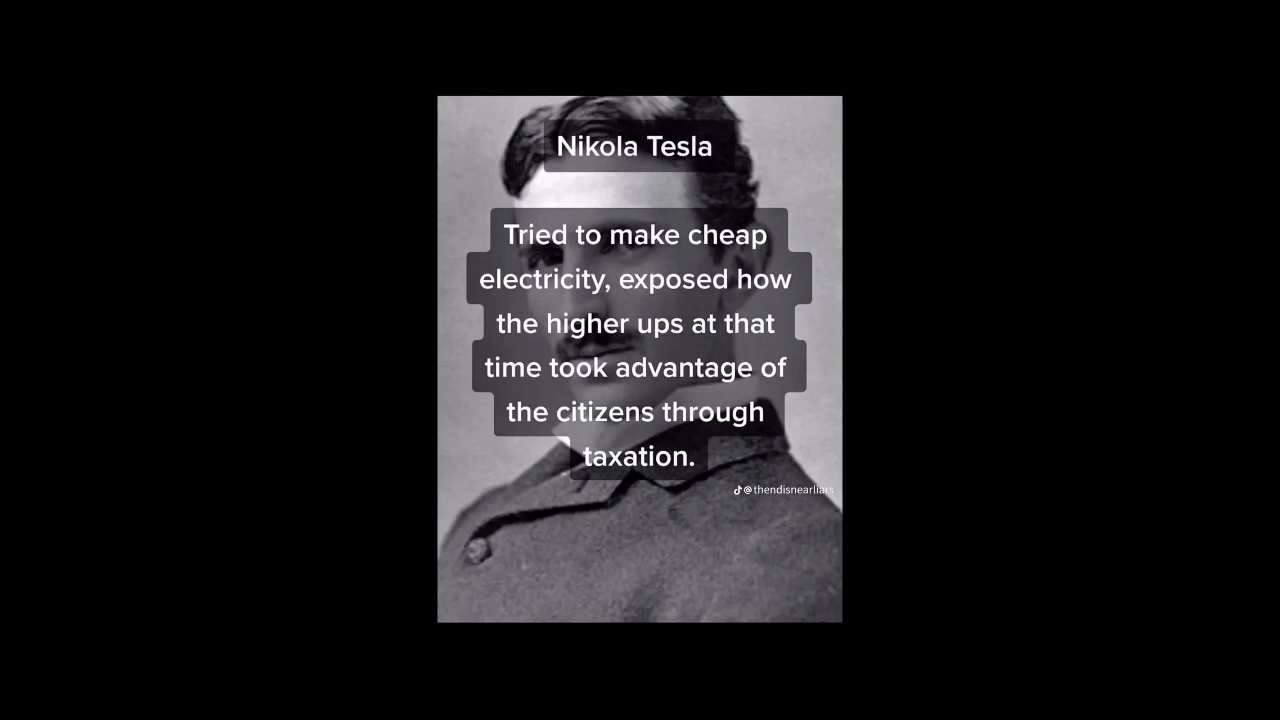 Nikola Tesla
Tried to make cheap
electricity, exposed how
the higher ups at that
time took advantage of
the citizens through
taxation.
@thendisnearliars